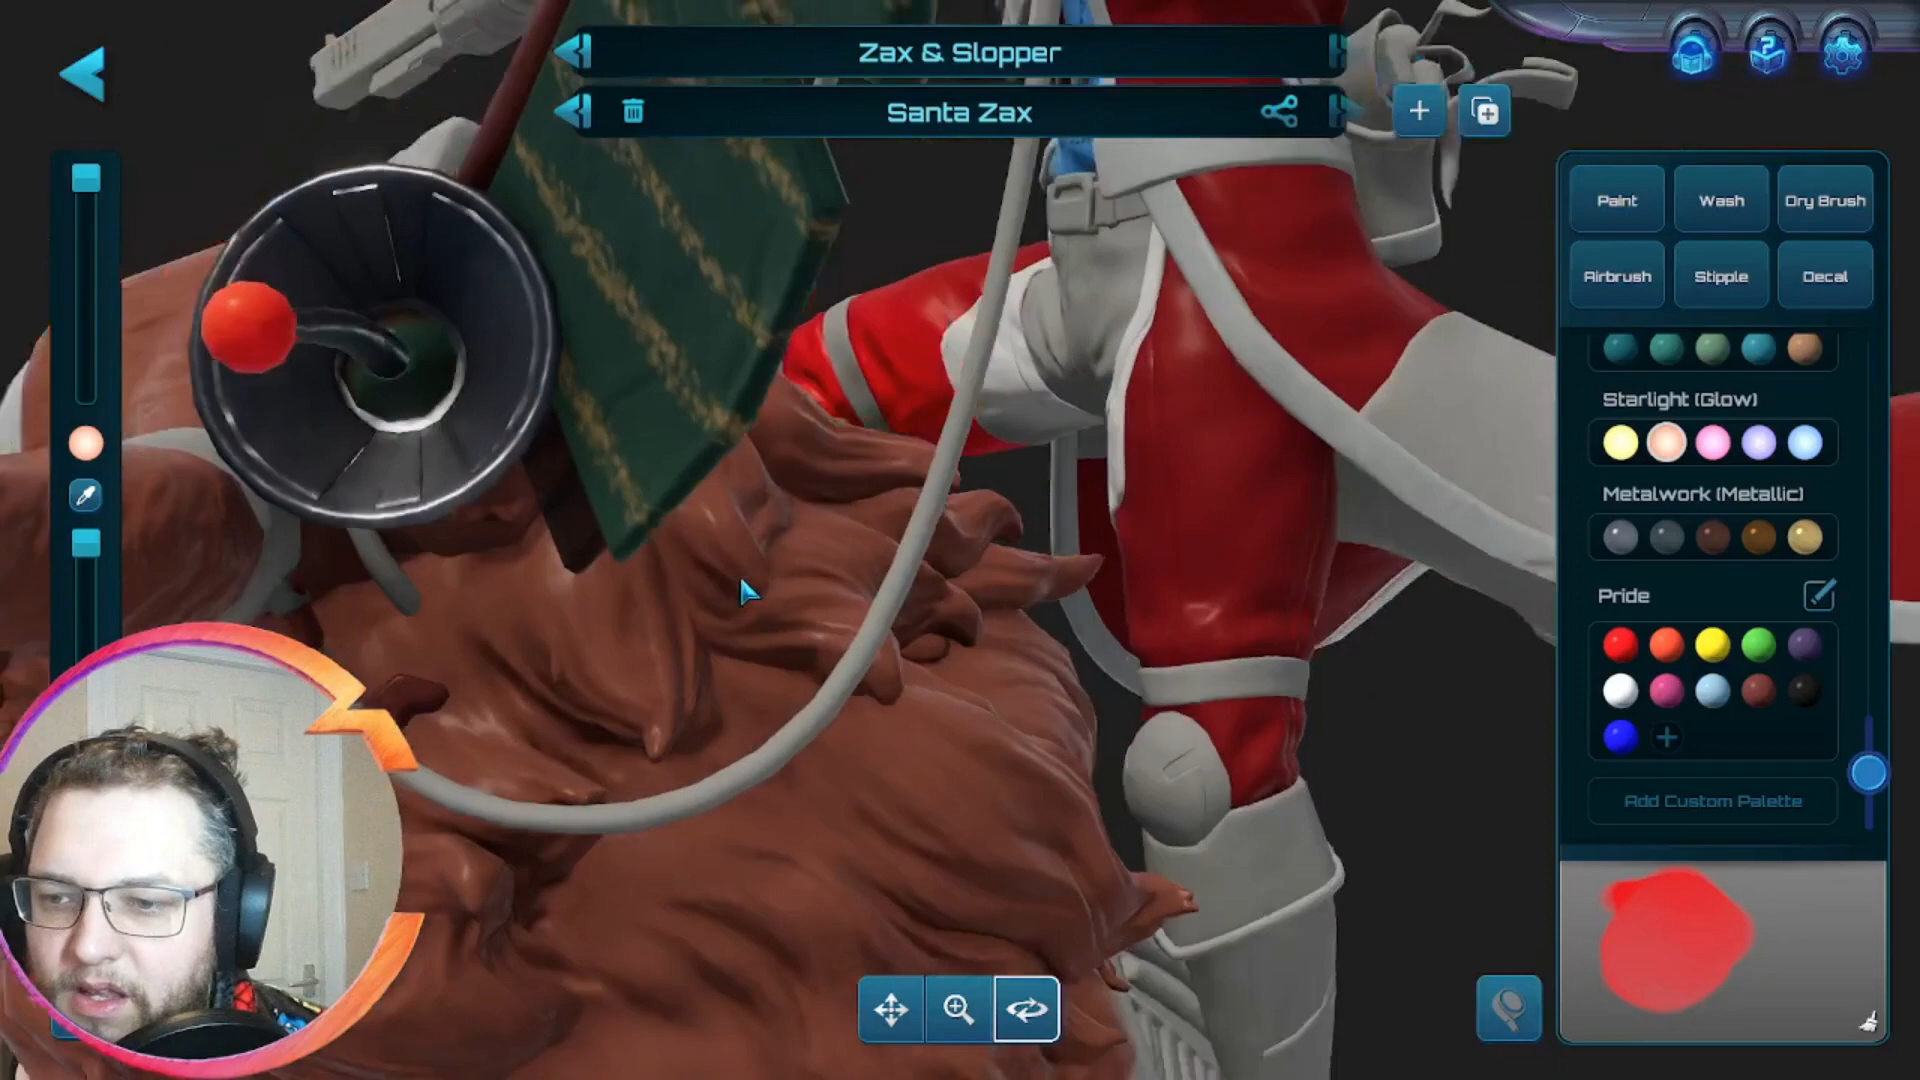 Zax & Slopper
Santa Zax
Paint
Wash
Dry Brush
Airbrush
Stipple
Decal
Starlight (Glow)
Metalwork (Metallic)
Pride
Add Custom Palette